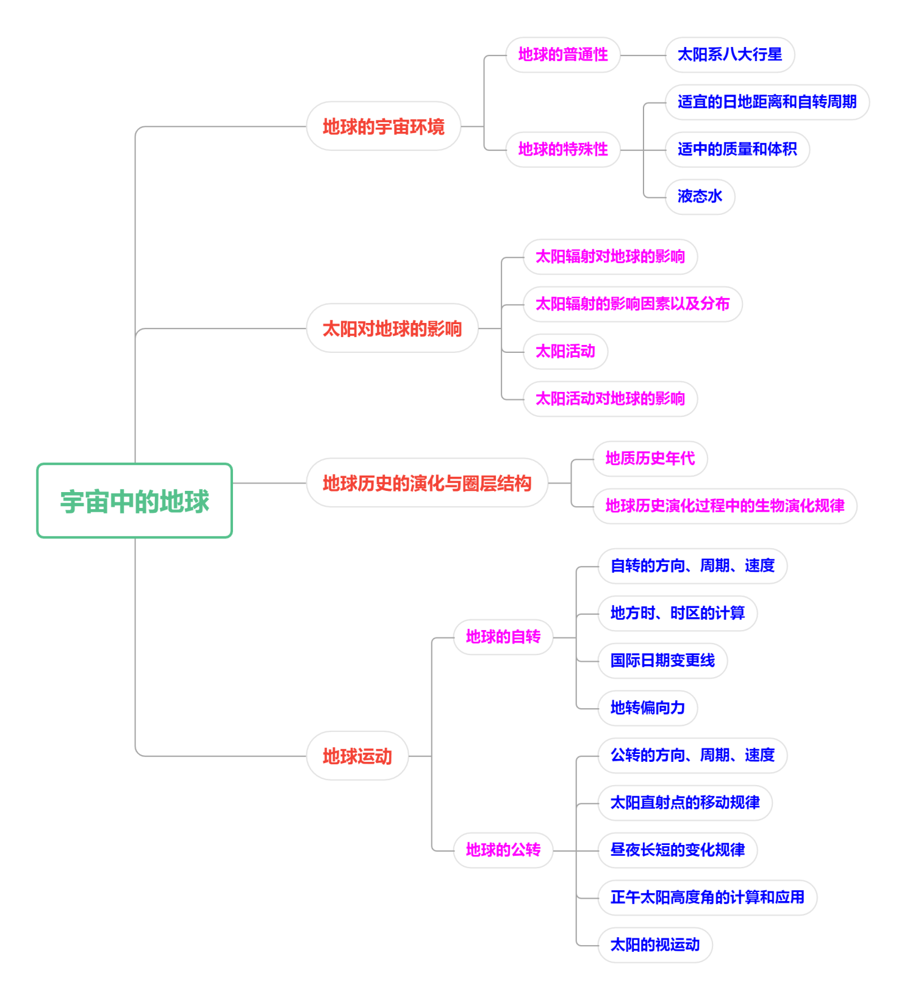 宇宙中的地球
地球的宇宙环境
地球的普通性
太阳系八大行星
地球的特殊性
适宜的日地距离和自转周期
适中的质量和体积
液态水
太阳对地球的影响
太阳辐射对地球的影响
太阳辐射的影响因素以及分布
太阳活动
太阳活动对地球的影响
地球历史的演化与圈层结构
地质历史年代
地球历史演化过程中的生物演化规律
地球运动
地球的自转
自转的方向、周期、速度
地方时、时区的计算
国际日期变更线
地转偏向力
地球的公转
公转的方向、周期、速度
太阳直射点的移动规律
昼夜长短的变化规律
正午太阳高度角的计算和应用
太阳的视运动